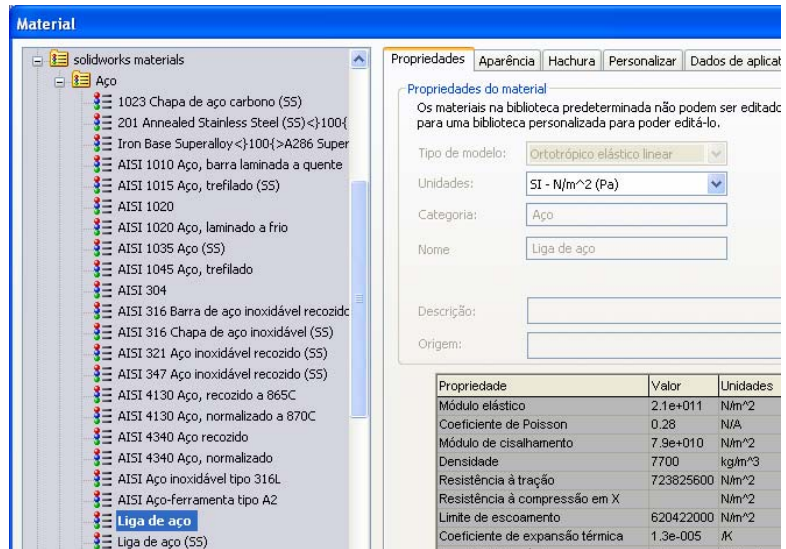 Material
solidworks materials
Aço
1023 Chapa de aço carbono (SS)
201 Annealed Stainless Steel (SS)<}100{
Iron Base Superalloy<}100{>A286 Super
AISI 1010 Aço, barra laminada a quente
AISI 1015 Aço, trefilado (SS)
AISI 1020
AISI 1020 Aço, laminado a frio
AISI 1035 Aço (SS)
AISI 1045 Aço, trefilado
AISI 304
AISI 316 Barra de aço inoxidável recozido
AISI 316 Chapa de aço inoxidável (SS)
AISI 321 Aço inoxidável recozido (SS)
AISI 347 Aço inoxidável recozido (SS)
AISI 4130 Aço, recozido a 865C
AISI 4130 Aço, normalizado a 870C
AISI 4340 Aço recozido
AISI 4340 Aço, normalizado
AISI Aço inoxidável tipo 316L
AISI Aço-ferramenta tipo A2
Liga de aço
Liga de aço (SS)
Propriedades Aparência Hachura Personalizar Dados de aplicat
Propriedades do material
Os materiais na biblioteca predeterminada não podem ser editado
para uma biblioteca personalizada para poder editá-lo.
Tipo de modelo: Ortotrópico elástico linear
Unidades: SI - N/m^2 (Pa)
Categoria: Aço
Nome Liga de aço
Descrição:
Origem:
Propriedade Valor Unidades
Módulo elástico 2.1e+011 N/m^2
Coeficiente de Poisson 0.28 N/A
Módulo de cisalhamento 7.9e+010 N/m^2
Densidade 7700 kg/m^3
Resistência à tração 723825600 N/m^2
Resistência à compressão em X N/m^2
Limite de escoamento 620422000 N/m^2
Coeficiente de expansão térmica 1.3e-005 /K